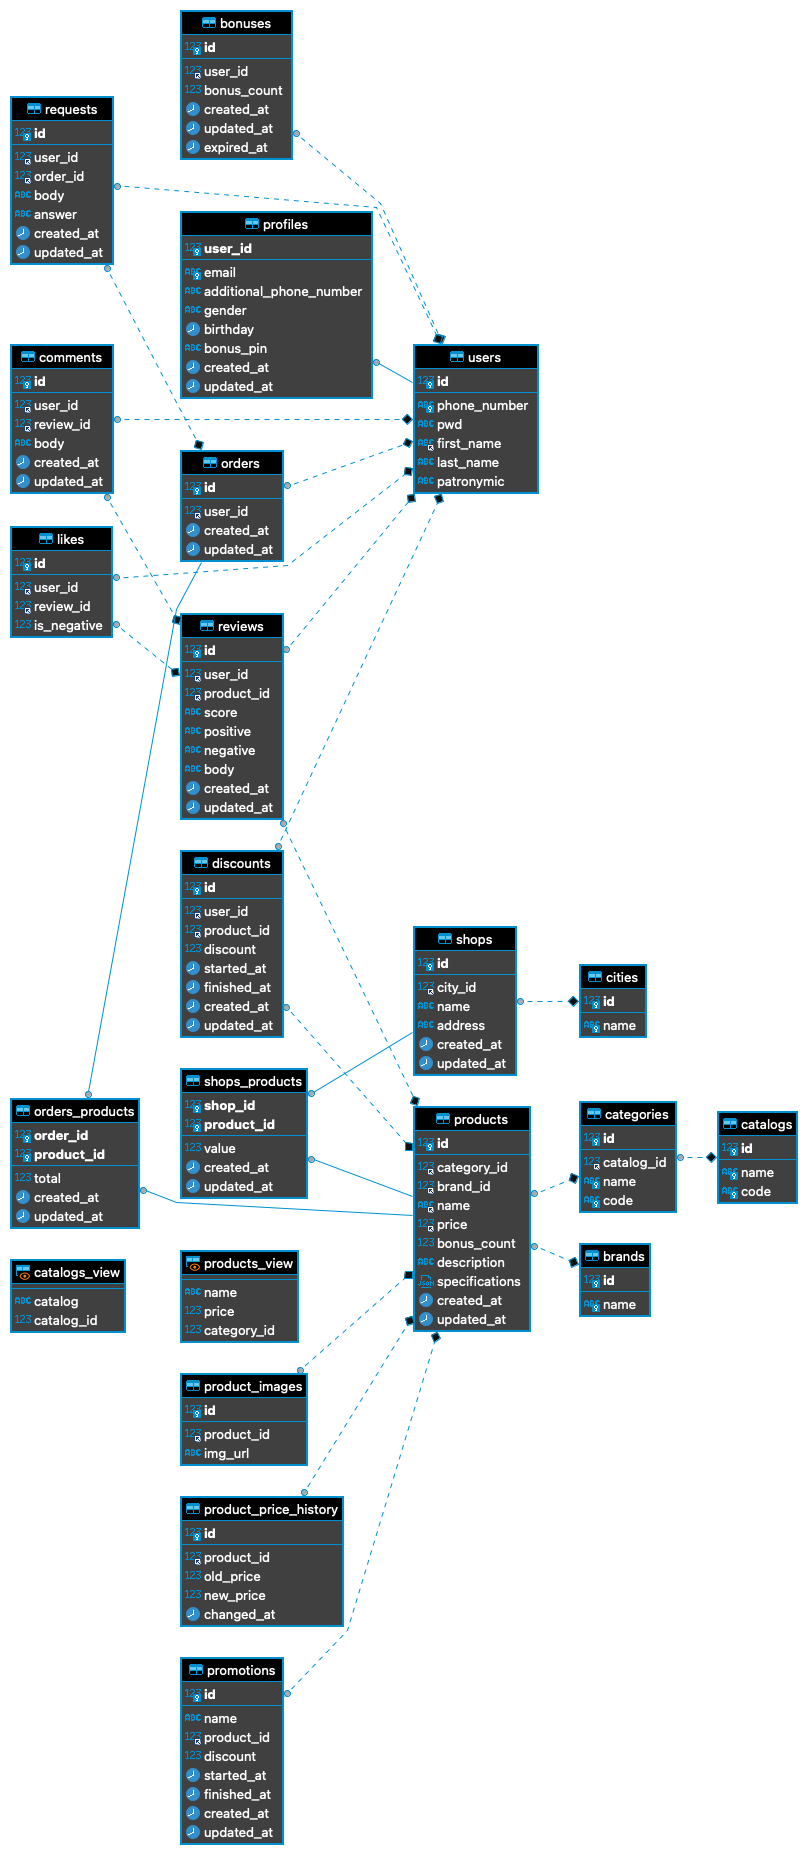 bonuses
id
user_id
bonus_count
created_at
updated_at
expired_at
requests
id
user_id
order_id
body
answer
created_at
updated_at
profiles
user_id
email
additional_phone_number
gender
birthday
bonus_pin
created_at
updated_at
comments
id
user_id
review_id
body
created_at
updated_at
users
id
phone_number
pwd
first_name
last_name
patronymic
orders
id
user_id
created_at
updated_at
likes
id
user_id
review_id
is_negative
reviews
id
user_id
product_id
score
positive
negative
body
created_at
updated_at
discounts
id
user_id
product_id
discount
started_at
finished_at
created_at
updated_at
shops
id
city_id
name
address
created_at
updated_at
cities
id
name
shops_products
shop_id
product_id
value
created_at
updated_at
orders_products
order_id
product_id
total
created_at
updated_at
products
id
category_id
brand_id
name
price
bonus_count
description
specifications
created_at
updated_at
categories
id
catalog_id
name
code
catalogs
id
name
code
brands
id
name
catalogs_view
catalog
catalog_id
products_view
name
price
category_id
product_images
id
product_id
img_url
product_price_history
id
product_id
old_price
new_price
changed_at
promotions
id
name
product_id
discount
started_at
finished_at
created_at
updated_at